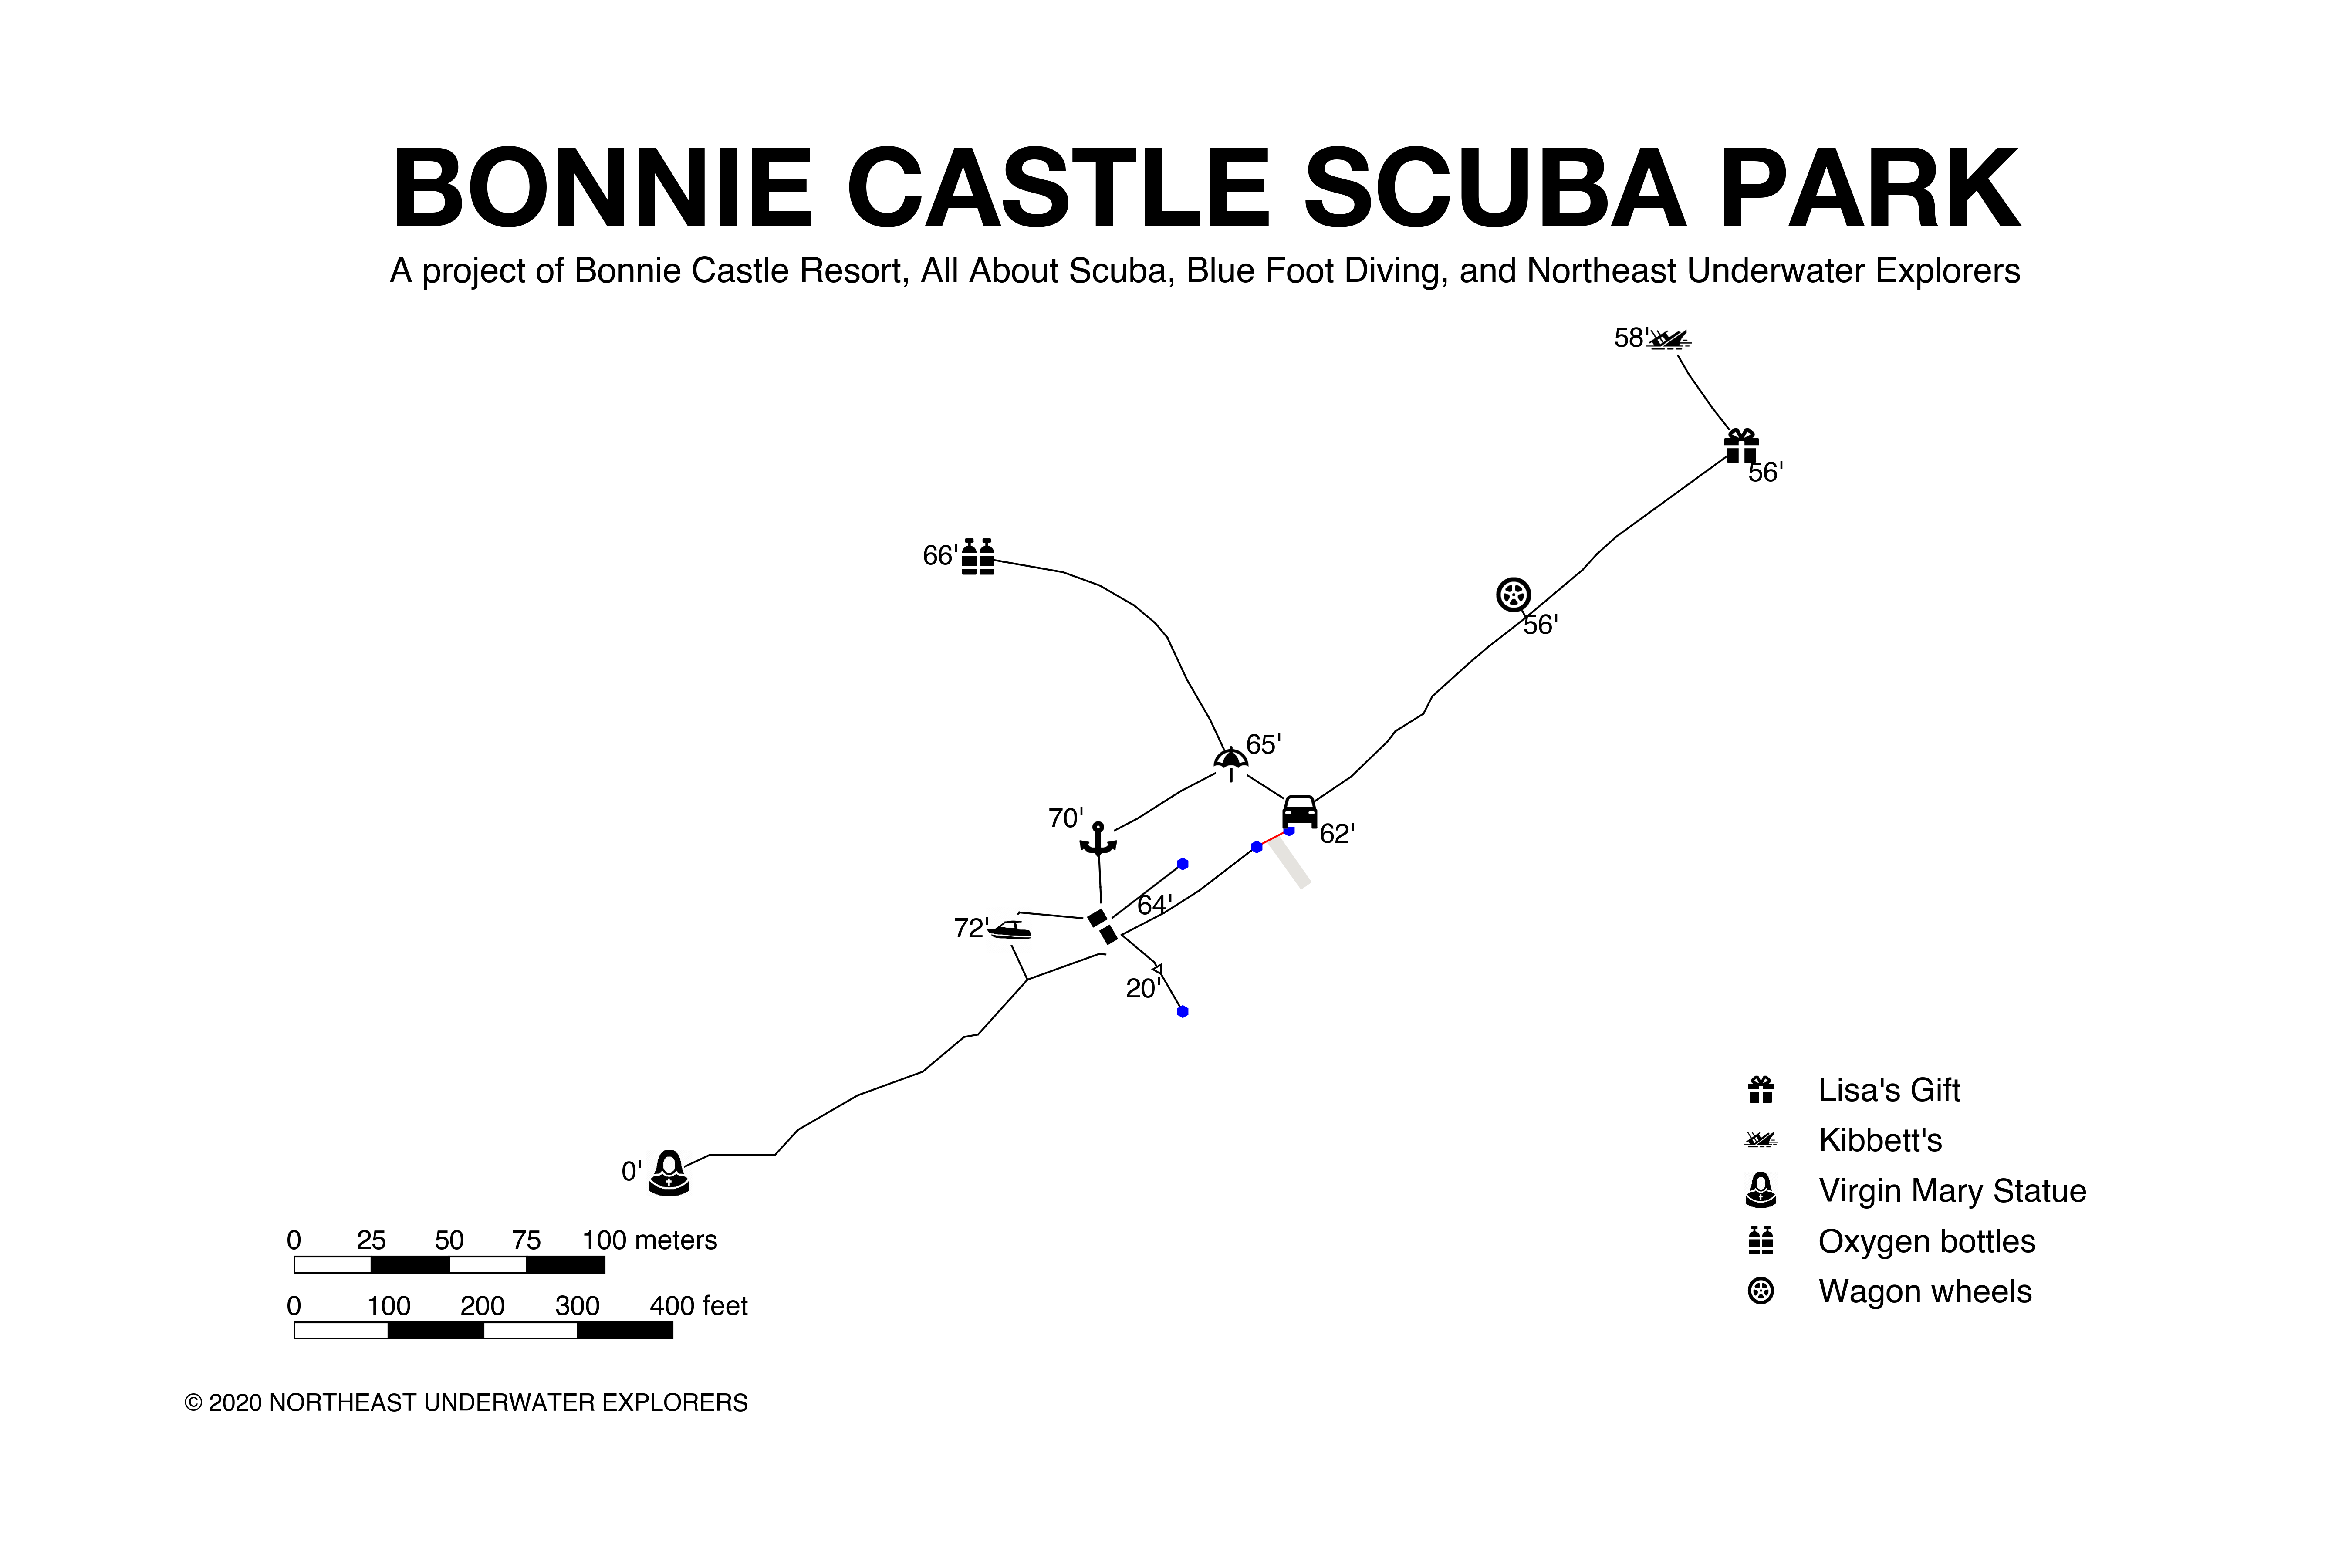 BONNIE CASTLE SCUBA PARK
A project of Bonnie Castle Resort, All About Scuba, Blue Foot Diving, and Northeast Underwater Explorers
58'
56'
66'
56'
65'
70'
62'
64'
72'
20'
0'
Lisa's Gift
Kibbett's
Virgin Mary Statue
Oxygen bottles
Wagon wheels
0 25 50 75 100 meters
0 100 200 300 400 feet
© 2020 NORTHEAST UNDERWATER EXPLORERS